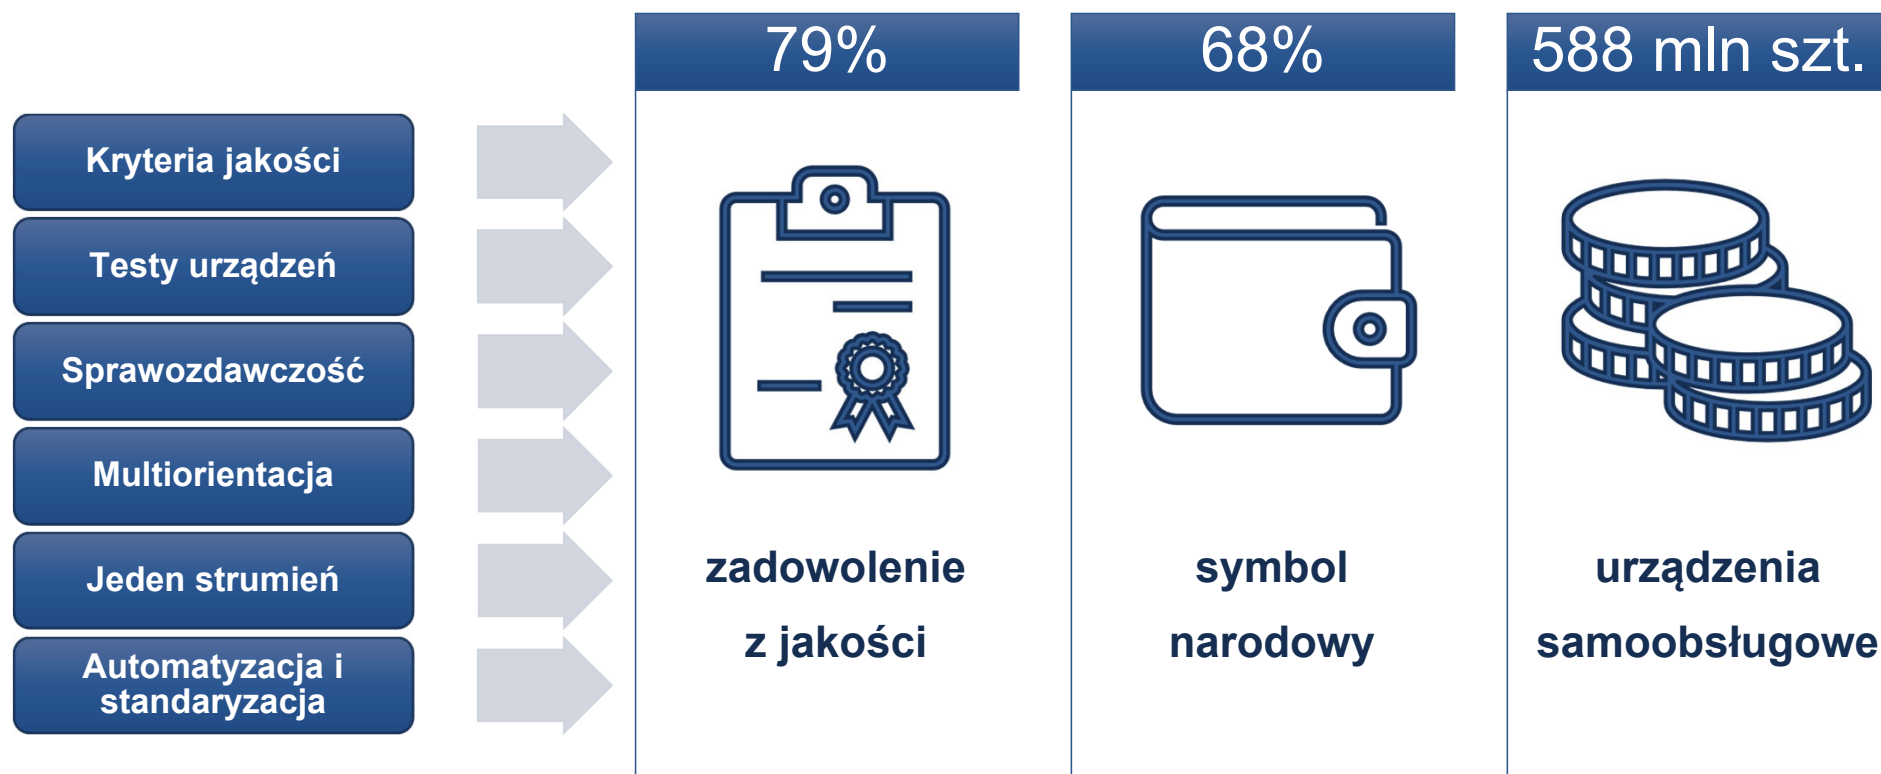 Kryteria jakości
Testy urządzeń
Sprawozdawczość
Multiorientacja
Jeden strumień
Automatyzacja i
standaryzacja
79%
zadowolenie
z jakości
68%
symbol
narodowy
588 mln szt.
urządzenia
samoobsługowe